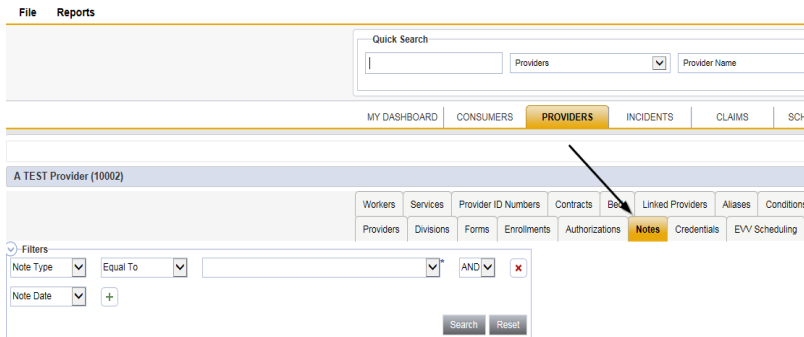 File Reports
Quick Search
Providers Provider Name
MY DASHBOARD CONSUMERS PROVIDERS INCIDENTS CLAIMS SCH
A TEST Provider (10002)
Workers Services Provider ID Numbers Contracts Linked Providers Aliases Conditions
Providers Divisions Forms Enrollments Authorizations Notes Credentials EVV Scheduling
Filters
Note Type Equal To * AND
Note Date
Search Reset